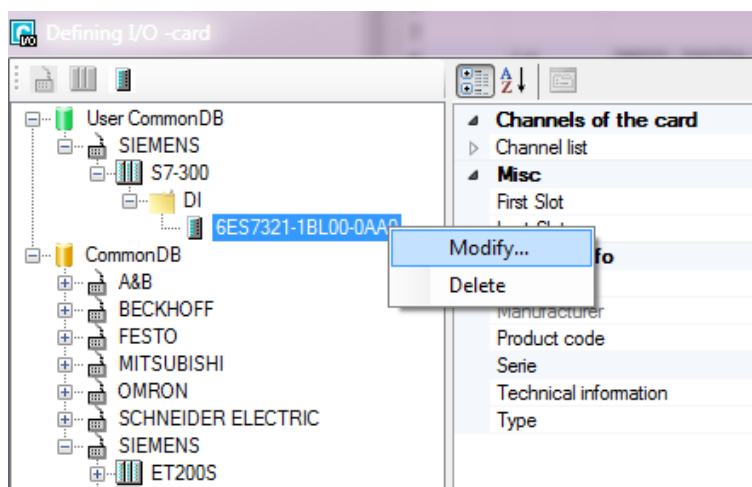 Defining I/O -card
User CommonDB
SIEMENS
S7-300
DI
6ES7321-1BL00-0AA0
CommonDB
A&B
BECKHOFF
FESTO
MITSUBISHI
OMRON
SCHNEIDER ELECTRIC
SIEMENS
ET200S
Channels of the card
Channel list
Misc
First Slot
Modify...
Delete
Manufacturer
Product code
Serie
Technical information
Type